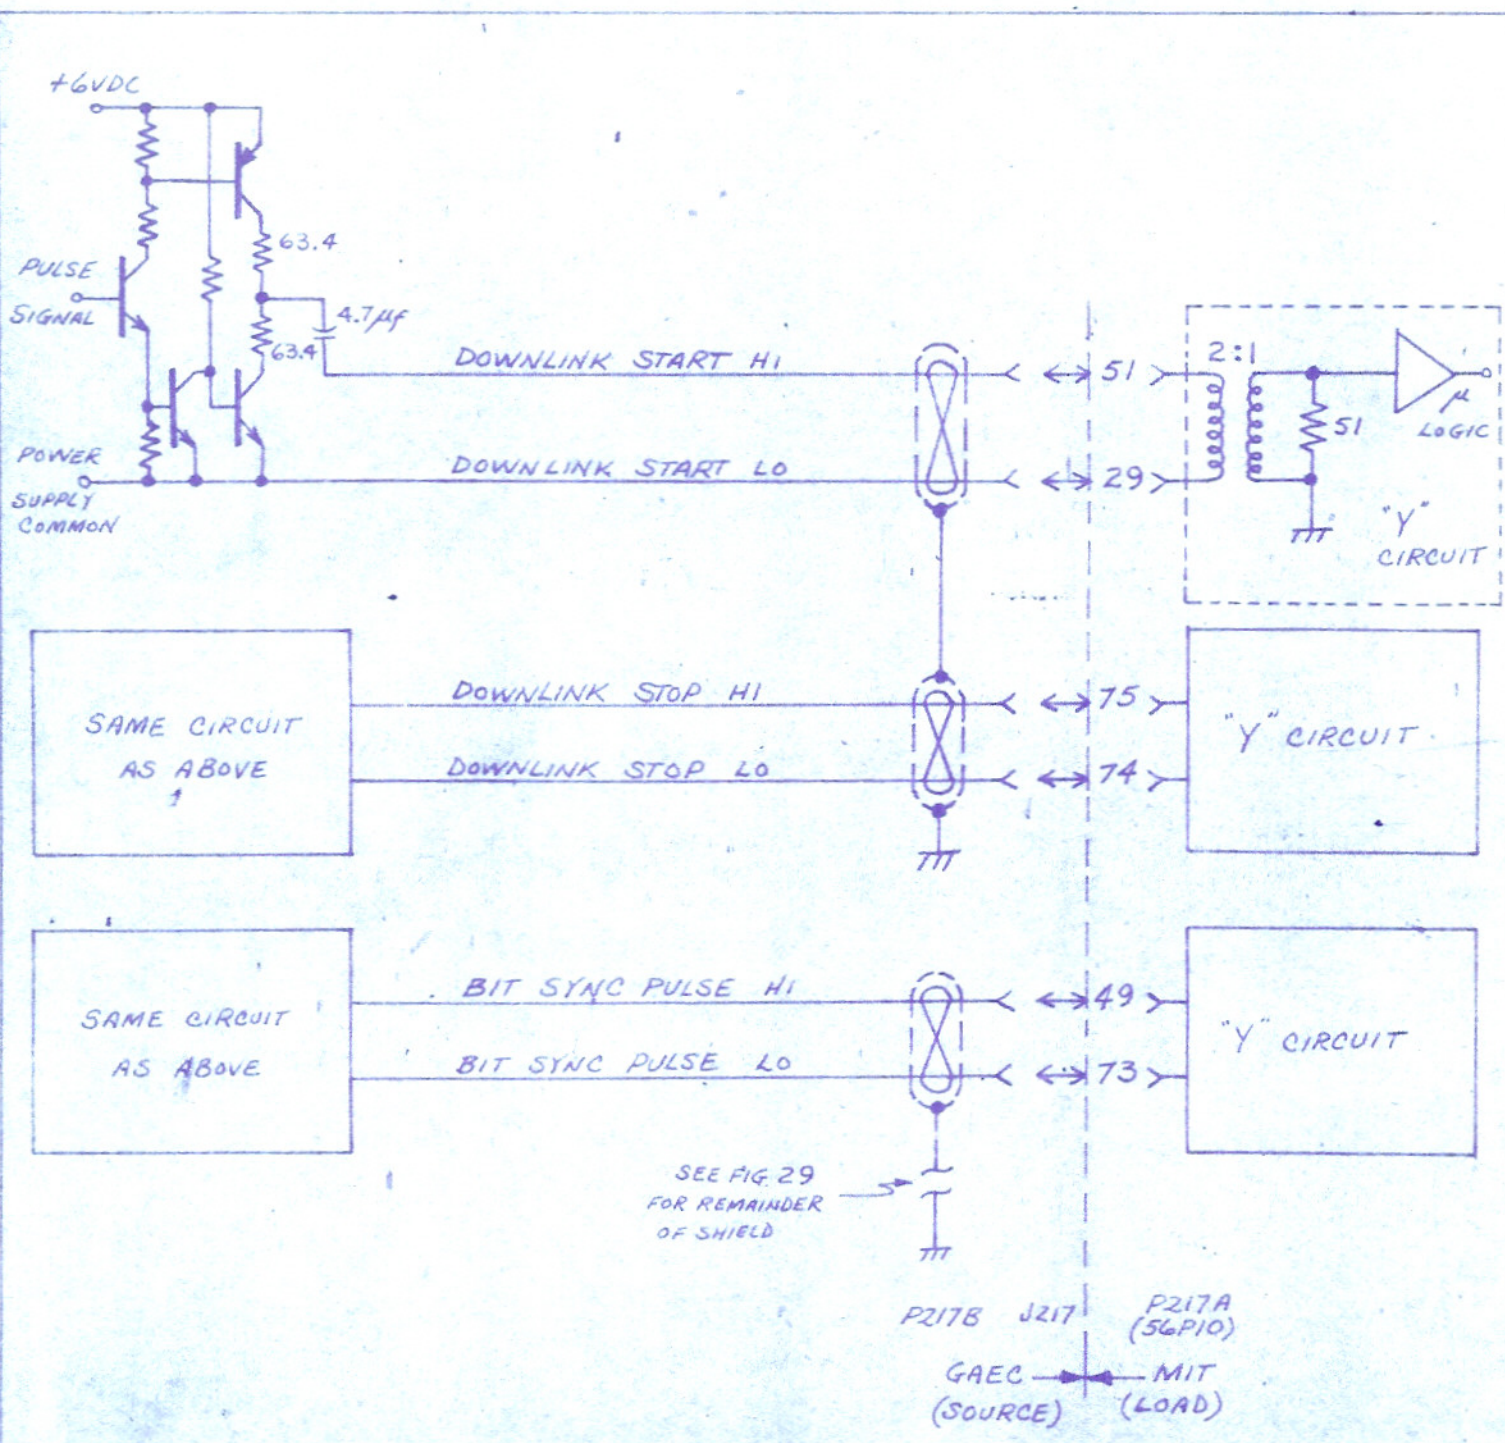 +6VDC
63.4
PULSE
SIGNAL
4.7µf
63.4
DOWNLINK START HI
51
2:1
51
µ
LOGIC
POWER
SUPPLY
COMMON
DOWNLINK START LO
29
"Y"
CIRCUIT
SAME CIRCUIT
AS ABOVE
DOWNLINK STOP HI
75
DOWNLINK STOP LO
74
"Y" CIRCUIT
SAME CIRCUIT
AS ABOVE
BIT SYNC PULSE HI
49
BIT SYNC PULSE LO
73
"Y" CIRCUIT
SEE FIG. 29
FOR REMAINDER
OF SHIELD
P217B J217 P217A
(56P10)
GAEC MIT
(SOURCE) (LOAD)